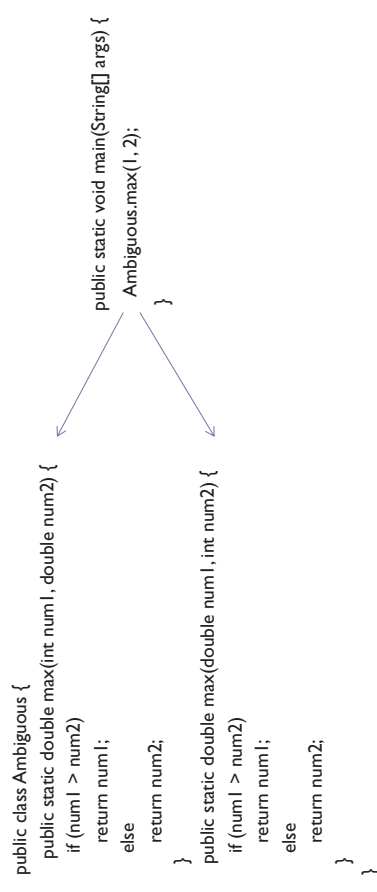 public class Ambiguous {
public static double max(int num1, double num2) {
if (num1 > num2)
return num1;
else
return num2;
}
public static double max(double num1, int num2) {
if (num1 > num2)
return num1;
else
return num2;
}
}
public static void main(String[] args) {
Ambiguous.max(1, 2);
}